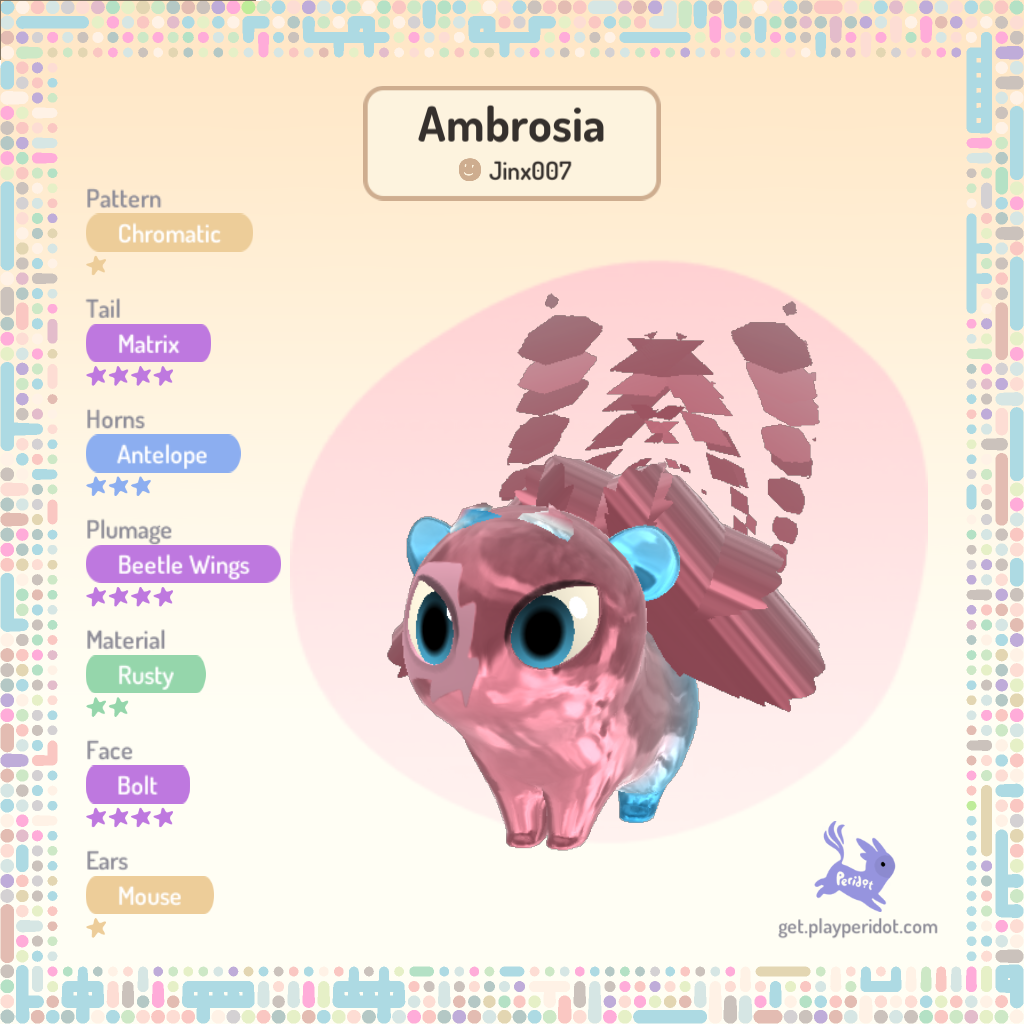 Ambrosia
Jinx007
Pattern
Chromatic
Tail
Matrix
Horns
Antelope
Plumage
Beetle Wings
Material
Rusty
Face
Bolt
Ears
Mouse
Peridot
get.playperidot.com